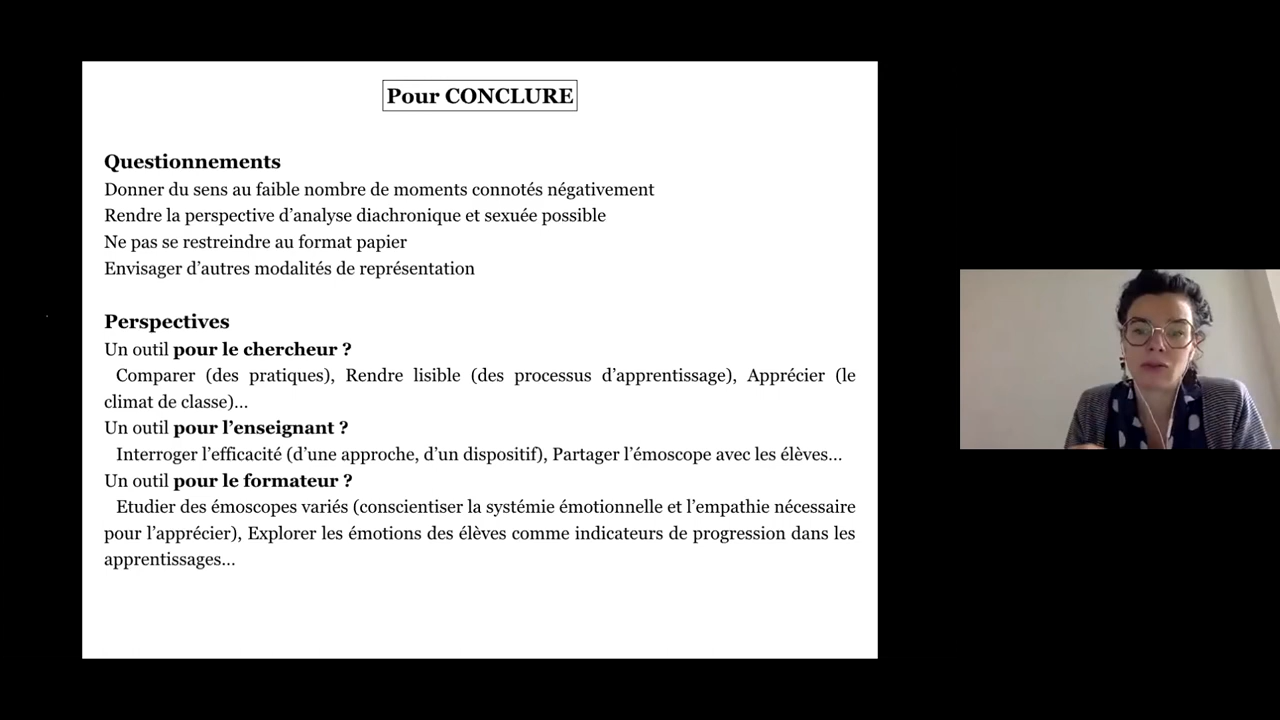 Pour CONCLURE
Questionnements
Donner du sens au faible nombre de moments connotés négativement
Rendre la perspective d’analyse diachronique et sexuée possible
Ne pas se restreindre au format papier
Envisager d’autres modalités de représentation
Perspectives
Un outil pour le chercheur ?
Comparer (des pratiques), Rendre lisible (des processus d’apprentissage), Apprécier (le
climat de classe)…
Un outil pour l’enseignant ?
Interroger l’efficacité (d’une approche, d’un dispositif), Partager l’émoscope avec les élèves…
Un outil pour le formateur ?
Etudier des émoscopes variés (conscientiser la systémie émotionnelle et l’empathie nécessaire
pour l’apprécier), Explorer les émotions des élèves comme indicateurs de progression dans les
apprentissages…